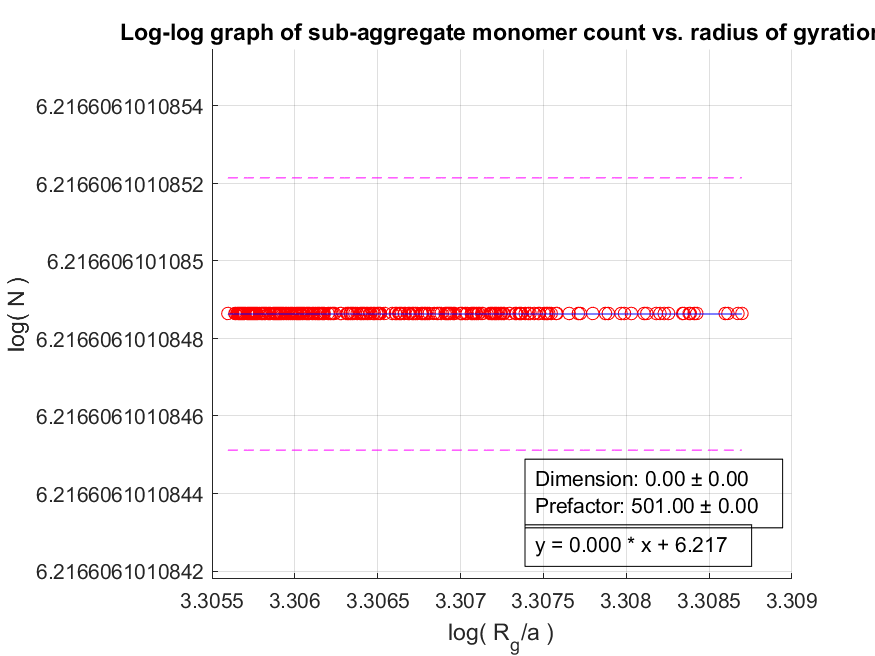 Log-log graph of sub-aggregate monomer count vs. radius of gyration
6.2166061010854
6.2166061010852
6.216606101085
6.2166061010848
6.2166061010846
6.2166061010844
6.2166061010842
log( N )
Dimension: 0.00 ± 0.00
Prefactor: 501.00 ± 0.00
y = 0.000 * x + 6.217
3.3055 3.306 3.3065 3.307 3.3075 3.308 3.3085 3.309
log( R_g/a )